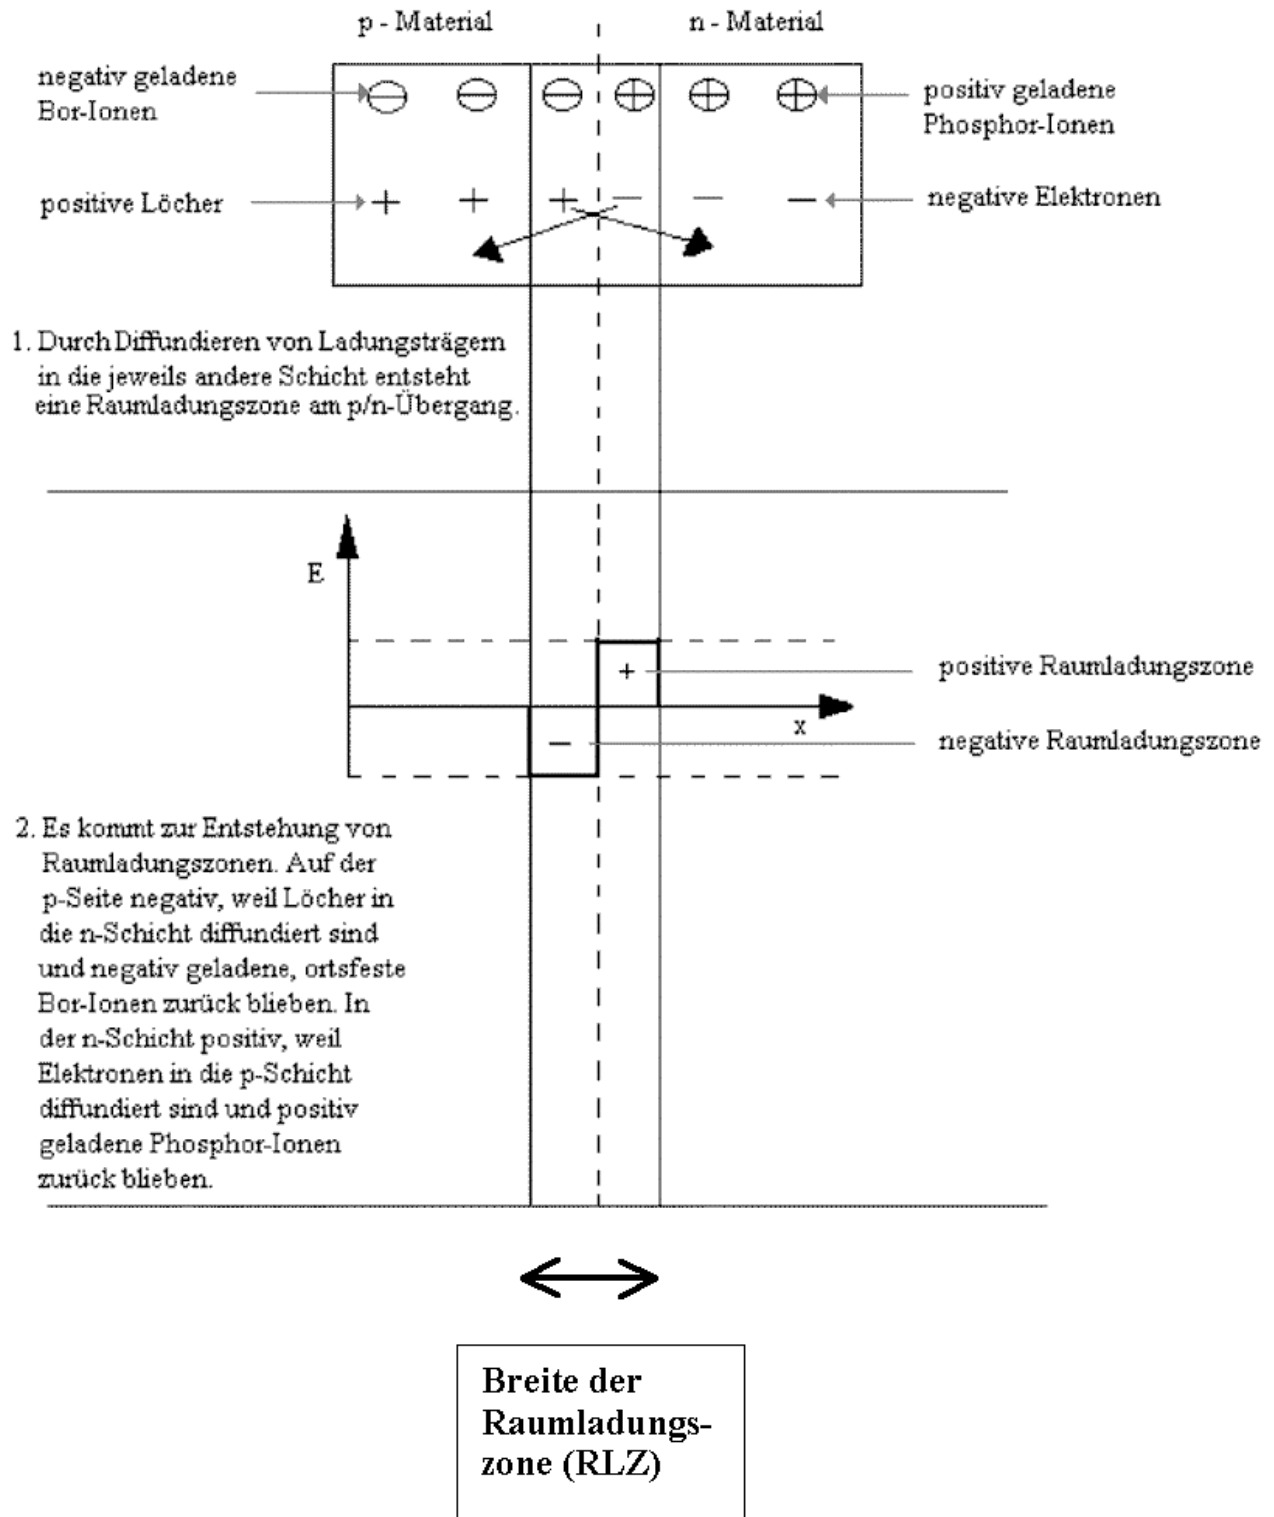 p - Material
n - Material
negativ geladene
Bor-Ionen
positiv geladene
Phosphor-Ionen
positive Löcher
negative Elektronen
1. Durch Diffundieren von Ladungsträgern
in die jeweils andere Schicht entsteht
eine Raumladungszone am p/n-Übergang.
E
+
positive Raumladungszone
x
−
negative Raumladungszone
2. Es kommt zur Entstehung von
Raumladungszonen. Auf der
p-Seite negativ, weil Löcher in
die n-Schicht diffundiert sind
und negativ geladene, ortsfeste
Bor-Ionen zurück blieben. In
der n-Schicht positiv, weil
Elektronen in die p-Schicht
diffundiert sind und positiv
geladene Phosphor-Ionen
zurück blieben.
Breite der
Raumladungs-
zone (RLZ)